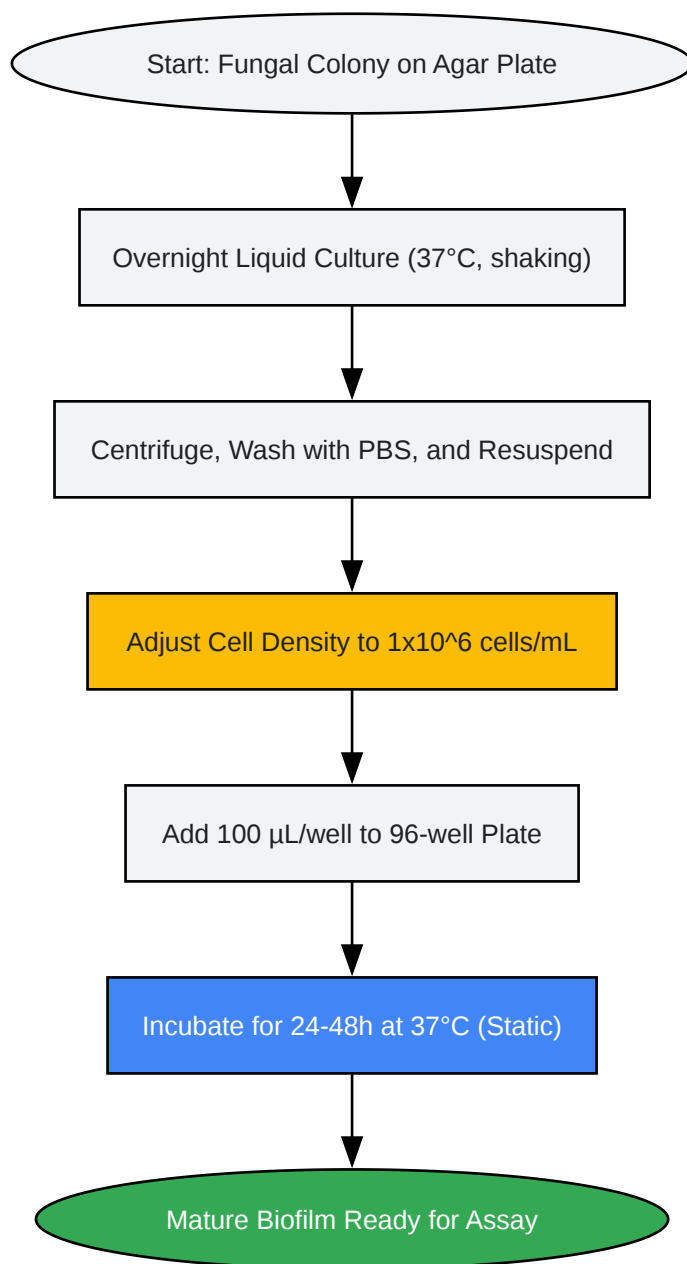 Start: Fungal Colony on Agar Plate
Overnight Liquid Culture (37°C, shaking)
Centrifuge, Wash with PBS, and Resuspend
Adjust Cell Density to 1x10^6 cells/mL
Add 100 µL/well to 96-well Plate
Incubate for 24-48h at 37°C (Static)
Mature Biofilm Ready for Assay